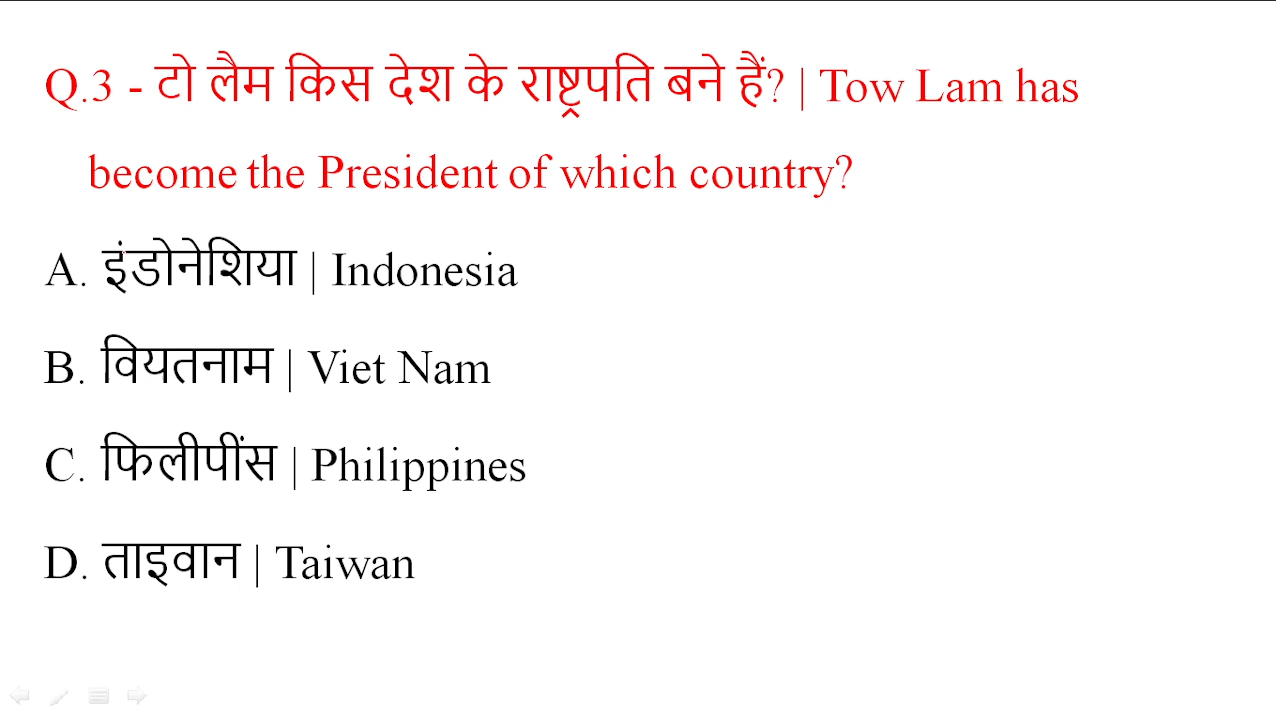 Q.3 - टो लैम किस देश के राष्ट्रपति बने हैं? | Tow Lam has
become the President of which country?
A. इंडोनेशिया | Indonesia
B. वियतनाम | Viet Nam
C. फिलीपींस | Philippines
D. ताइवान | Taiwan